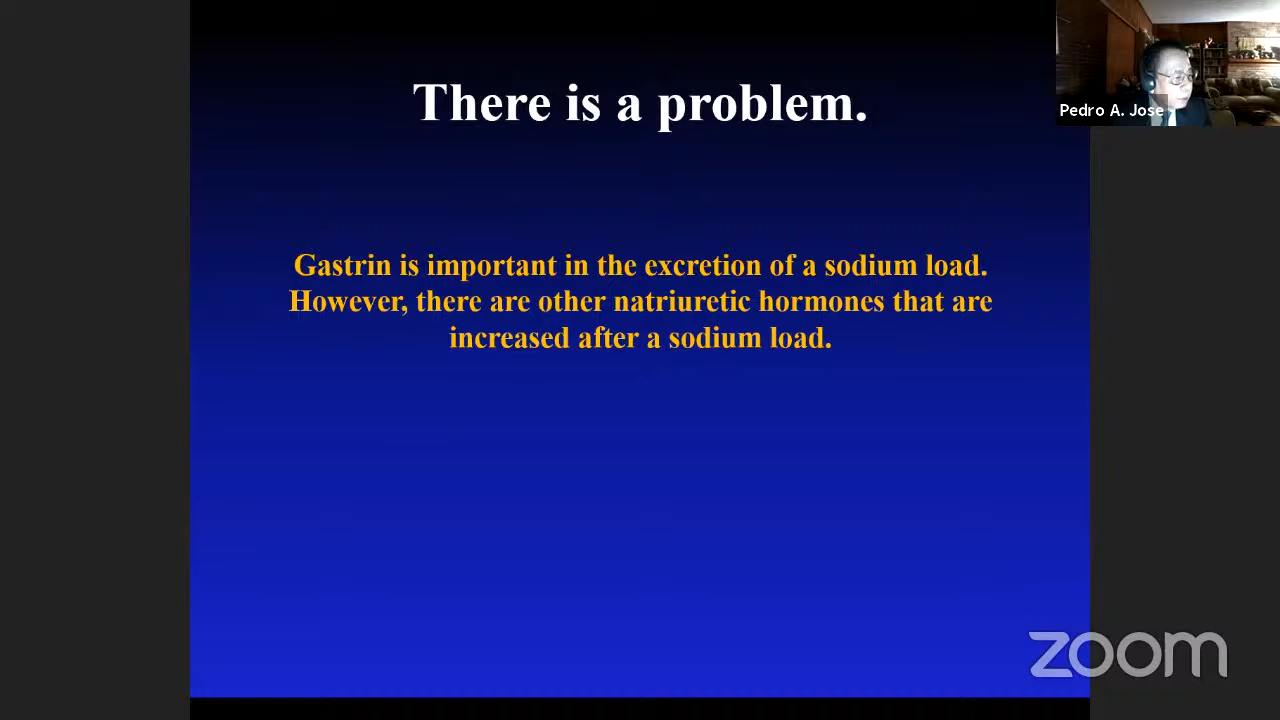 There is a problem.
Pedro A. Jose
Gastrin is important in the excretion of a sodium load.
However, there are other natriuretic hormones that are
increased after a sodium load.
zoom